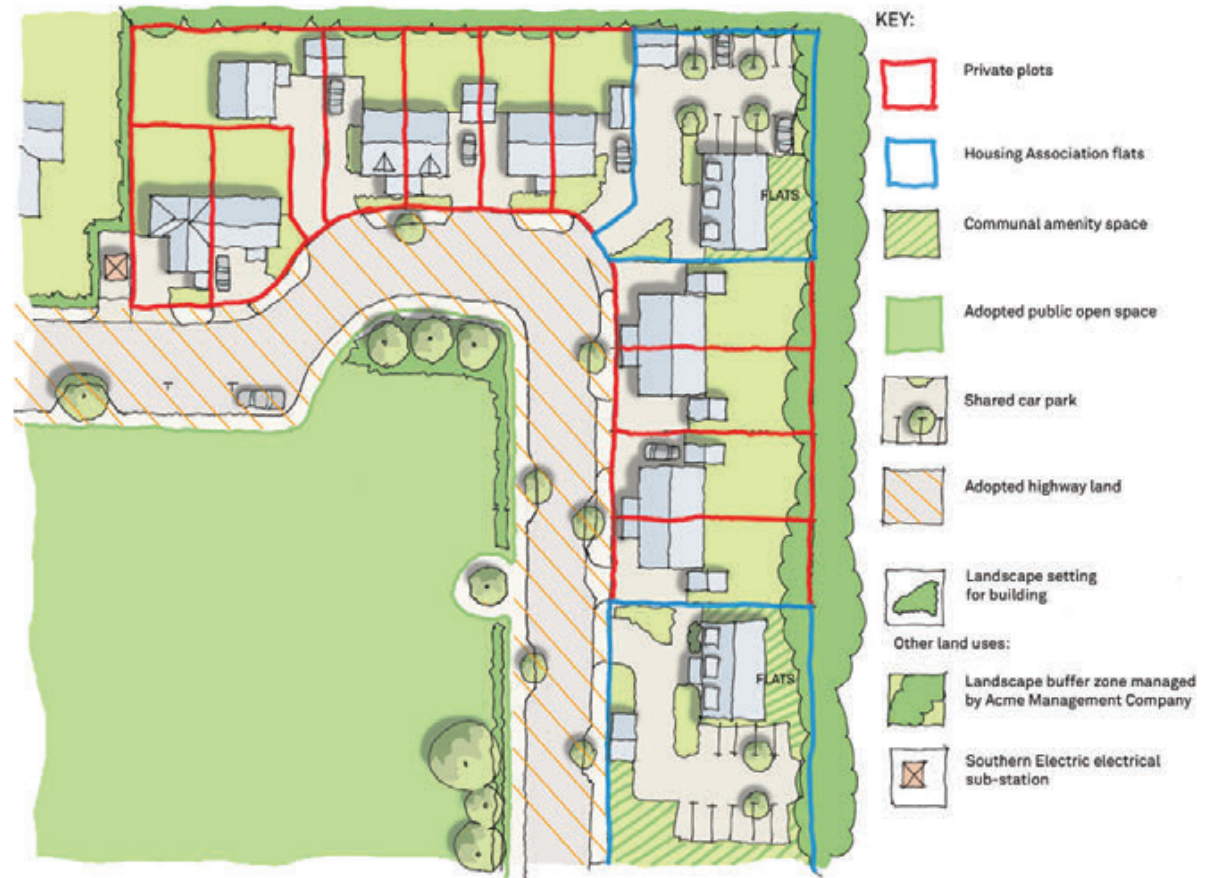 KEY:
Private plots
Housing Association flats
Communal amenity space
Adopted public open space
Shared car park
Adopted highway land
Landscape setting
for building
Other land uses:
Landscape buffer zone managed
by Acme Management Company
Southern Electric electrical
sub-station
FLATS
FLATS